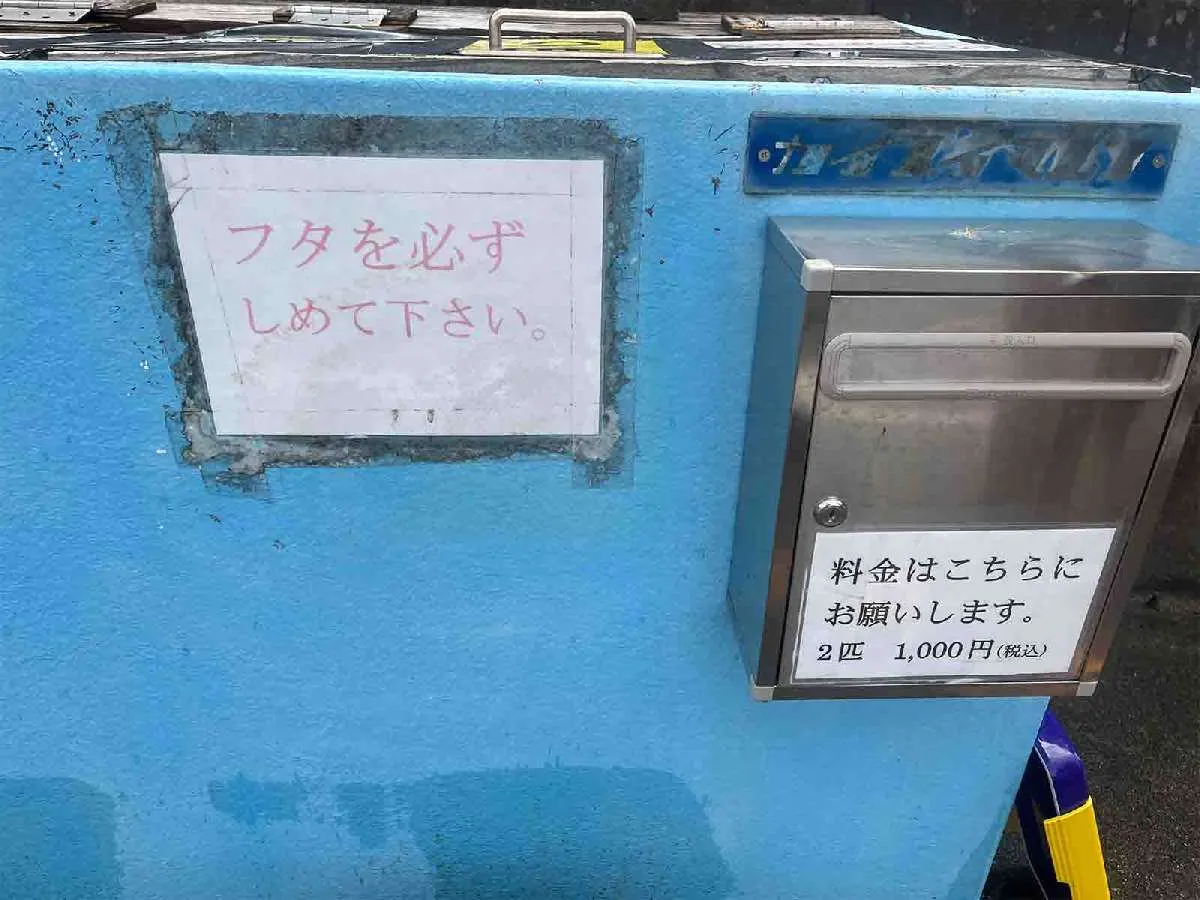 フタを必ず
しめて下さい。
料金はこちらに
お願いします。
2匹 1,000円(税込)